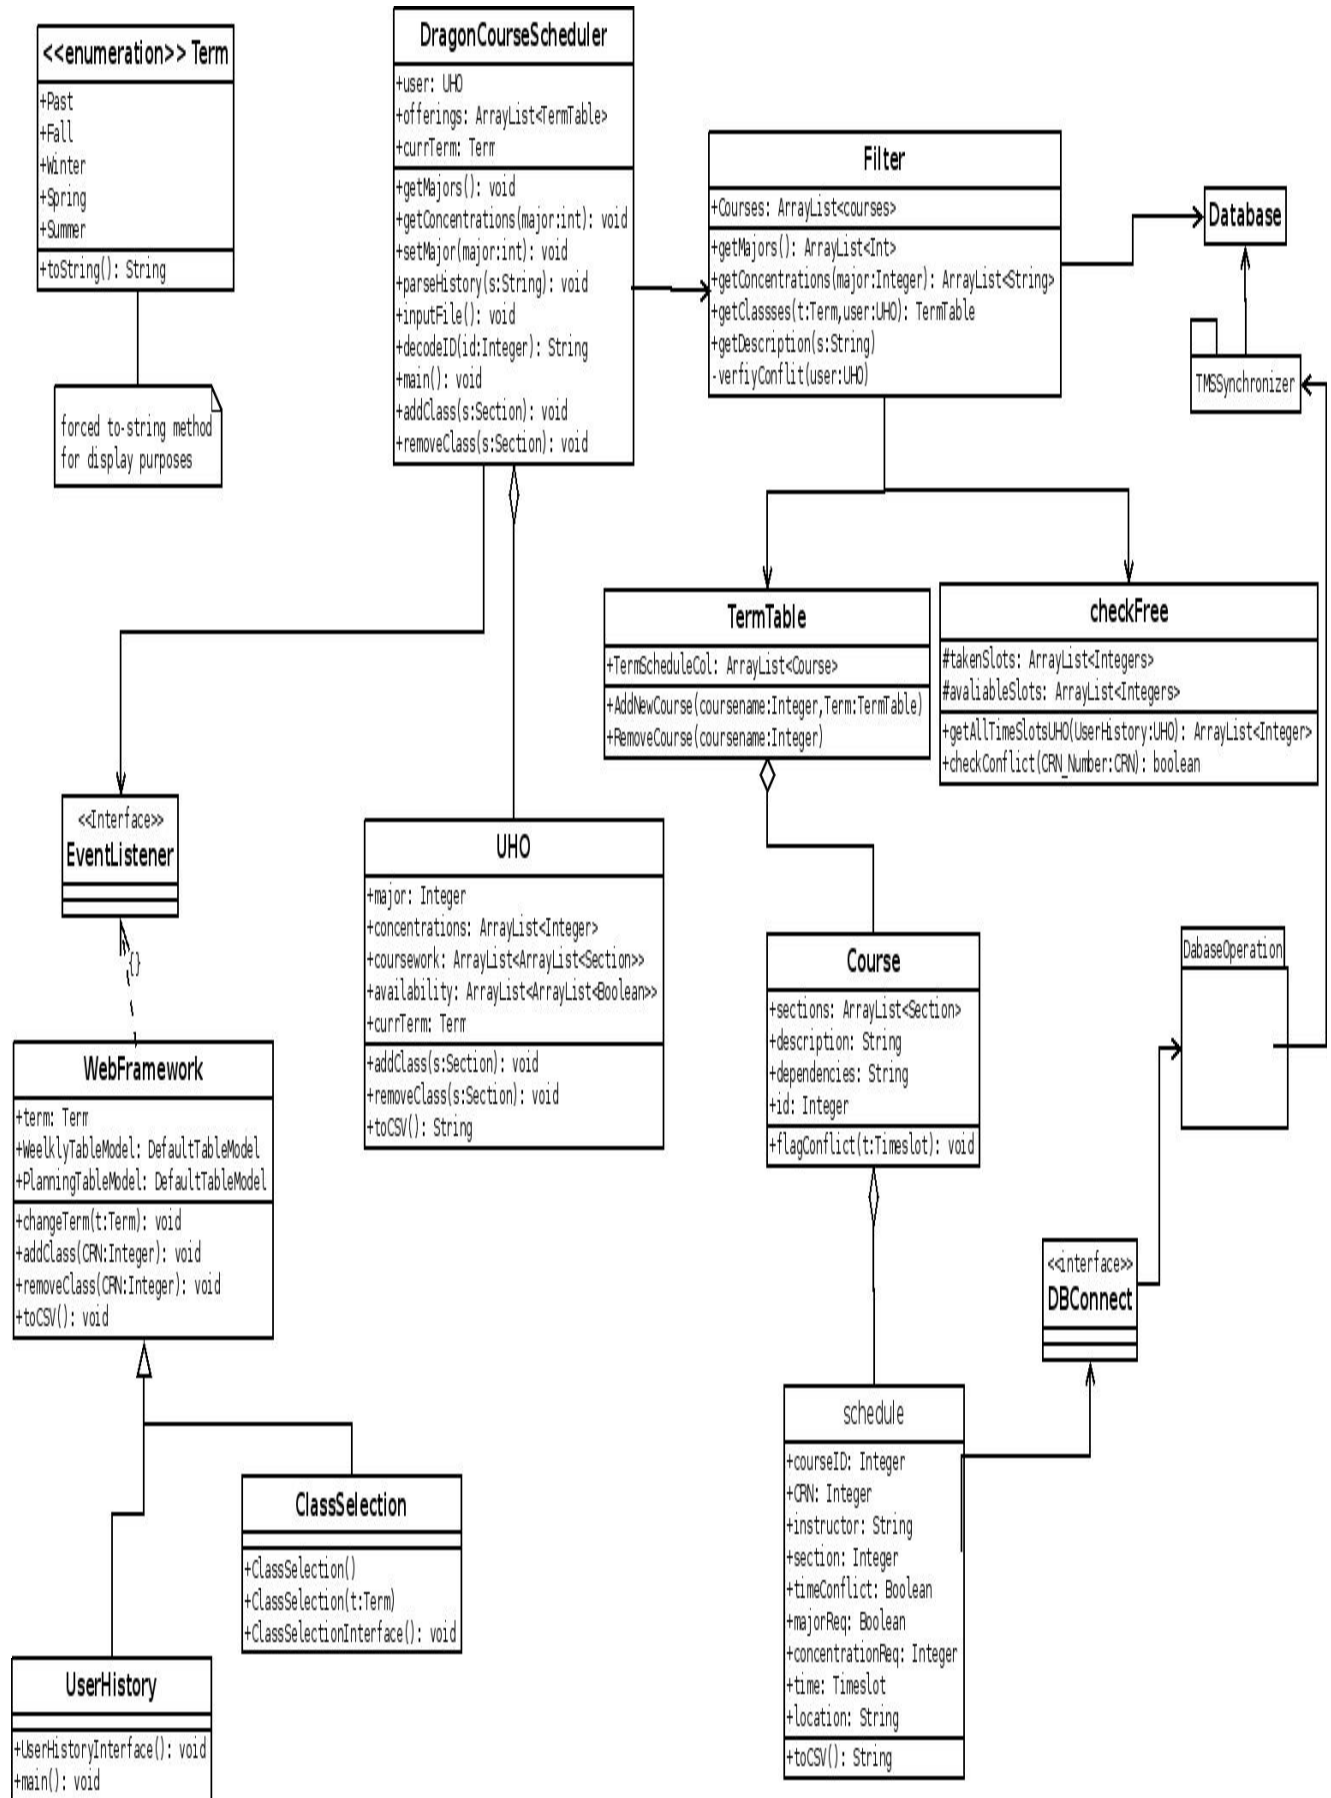 <<enumeration>> Term
+Past
+Fall
+Winter
+Spring
+Summer
+toString(): String
forced to-string method
for display purposes
DragonCourseScheduler
+user: UHO
+offerings: ArrayList<TermTable>
+currTerm: Term
+getMajors(): void
+getConcentrations(major:int): void
+setMajor(major:int): void
+parseHistory(s:String): void
+inputFile(): void
+decodeID(id:Integer): String
+main(): void
+addClass(s:Section): void
+removeClass(s:Section): void
Filter
+Courses: ArrayList<courses>
+getMajors(): ArrayList<Int>
+getConcentrations(major:Integer): ArrayList<String>
+getClassses(t:Term,user:UHO): TermTable
+getDescription(s:String)
-verfiyConflit(user:UHO)
Database
TMSSynchronizer
TermTable
+TermScheduleCol: ArrayList<Course>
+AddNewCourse(coursename:Integer,Term:TermTable)
+RemoveCourse(coursename:Integer)
checkFree
#takenSlots: ArrayList<Integers>
#avaliableSlots: ArrayList<Integers>
+getAllTimeSlotsUHO(UserHistory:UHO): ArrayList<Integer>
+checkConflict(CRN_Number:CRN): boolean
<<Interface>>
EventListener
{}
UHO
+major: Integer
+concentrations: ArrayList<Integer>
+coursework: ArrayList<ArrayList<Section>>
+availability: ArrayList<ArrayList<Boolean>>
+currTerm: Term
+addClass(s:Section): void
+removeClass(s:Section): void
+toCSV(): String
Course
+sections: ArrayList<Section>
+description: String
+dependencies: String
+id: Integer
+flagConflict(t:Timeslot): void
DabaseOperation
WebFramework
+term: Term
+WeelklyTableModel: DefaultTableModel
+PlanningTableModel: DefaultTableModel
+changeTerm(t:Term): void
+addClass(CRN:Integer): void
+removeClass(CRN:Integer): void
+toCSV(): void
<<interface>>
DBConnect
schedule
+courseID: Integer
+CRN: Integer
+instructor: String
+section: Integer
+timeConflict: Boolean
+majorReq: Boolean
+concentrationReq: Integer
+time: Timeslot
+location: String
+toCSV(): String
ClassSelection
+ClassSelection()
+ClassSelection(t:Term)
+ClassSelectionInterface(): void
UserHistory
+UserHistoryInterface(): void
+main(): void